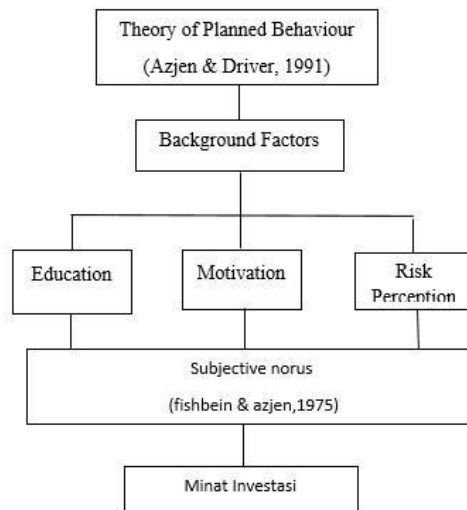 Theory of Planned Behaviour
(Azjen & Driver, 1991)
Background Factors
Education
Motivation
Risk
Perception
Subjective norus
(fishbein & azjen,1975)
Minat Investasi